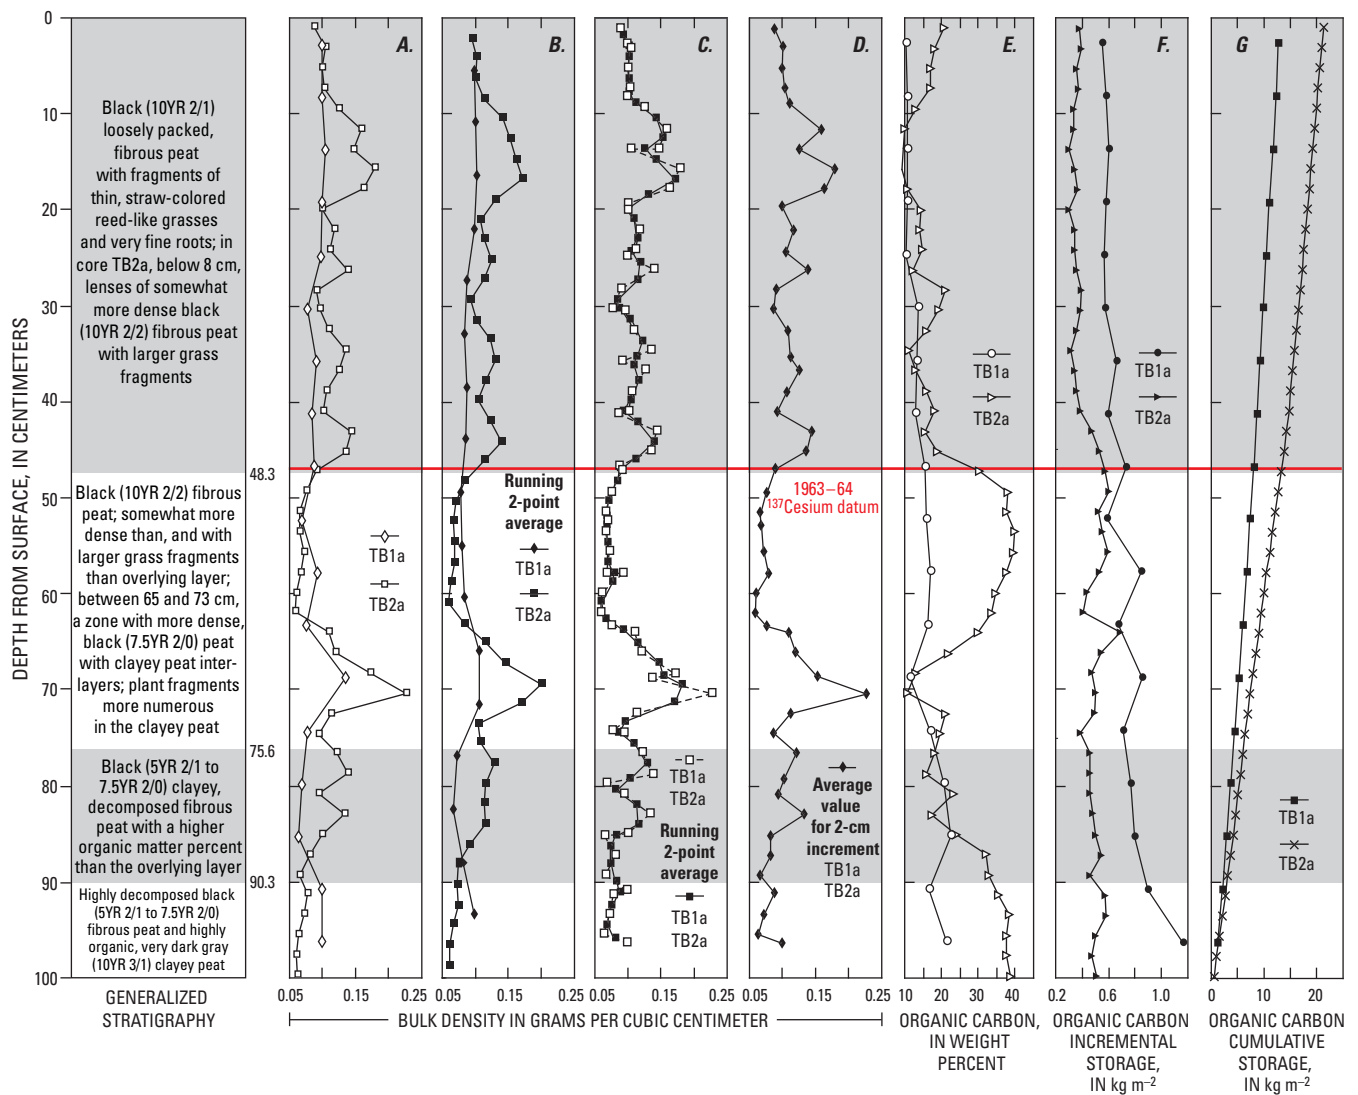 DEPTH FROM SURFACE, IN CENTIMETERS
0
10
20
30
40
50
60
70
80
90
100
Black (10YR 2/1)
loosely packed,
fibrous peat
with fragments of
thin, straw-colored
reed-like grasses
and very fine roots; in
core TB2a, below 8 cm,
lenses of somewhat
more dense black
(10YR 2/2) fibrous peat
with larger grass
fragments
48.3
Black (10YR 2/2) fibrous
peat; somewhat more
dense than, and with
larger grass fragments
than overlying layer;
between 65 and 73 cm,
a zone with more dense,
black (7.5YR 2/0) peat
with clayey peat inter-
layers; plant fragments
more numerous
in the clayey peat
75.6
Black (5YR 2/1 to
7.5YR 2/0) clayey,
decomposed fibrous
peat with a higher
organic matter percent
than the overlying layer
90.3
Highly decomposed black
(5YR 2/1 to 7.5YR 2/0)
fibrous peat and highly
organic, very dark gray
(10YR 3/1) clayey peat
GENERALIZED
STRATIGRAPHY
A.
TB1a
TB2a
0.05 0.15 0.25
B.
Running
2-point
average
TB1a
TB2a
0.05 0.15 0.25
C.
TB1a
TB2a
Running
2-point
average
TB1a
TB2a
0.05 0.15 0.25
D.
1963–64
¹³⁷Cesium datum
Average
value
for 2-cm
increment
TB1a
TB2a
0.05 0.15 0.25
BULK DENSITY IN GRAMS PER CUBIC CENTIMETER
E.
TB1a
TB2a
10 20 30 40
ORGANIC CARBON,
IN WEIGHT
PERCENT
F.
TB1a
TB2a
0.2 0.6 1.0
ORGANIC CARBON
INCREMENTAL
STORAGE,
IN kg m⁻²
G
TB1a
TB2a
0 10 20
ORGANIC CARBON
CUMULATIVE
STORAGE,
IN kg m⁻²